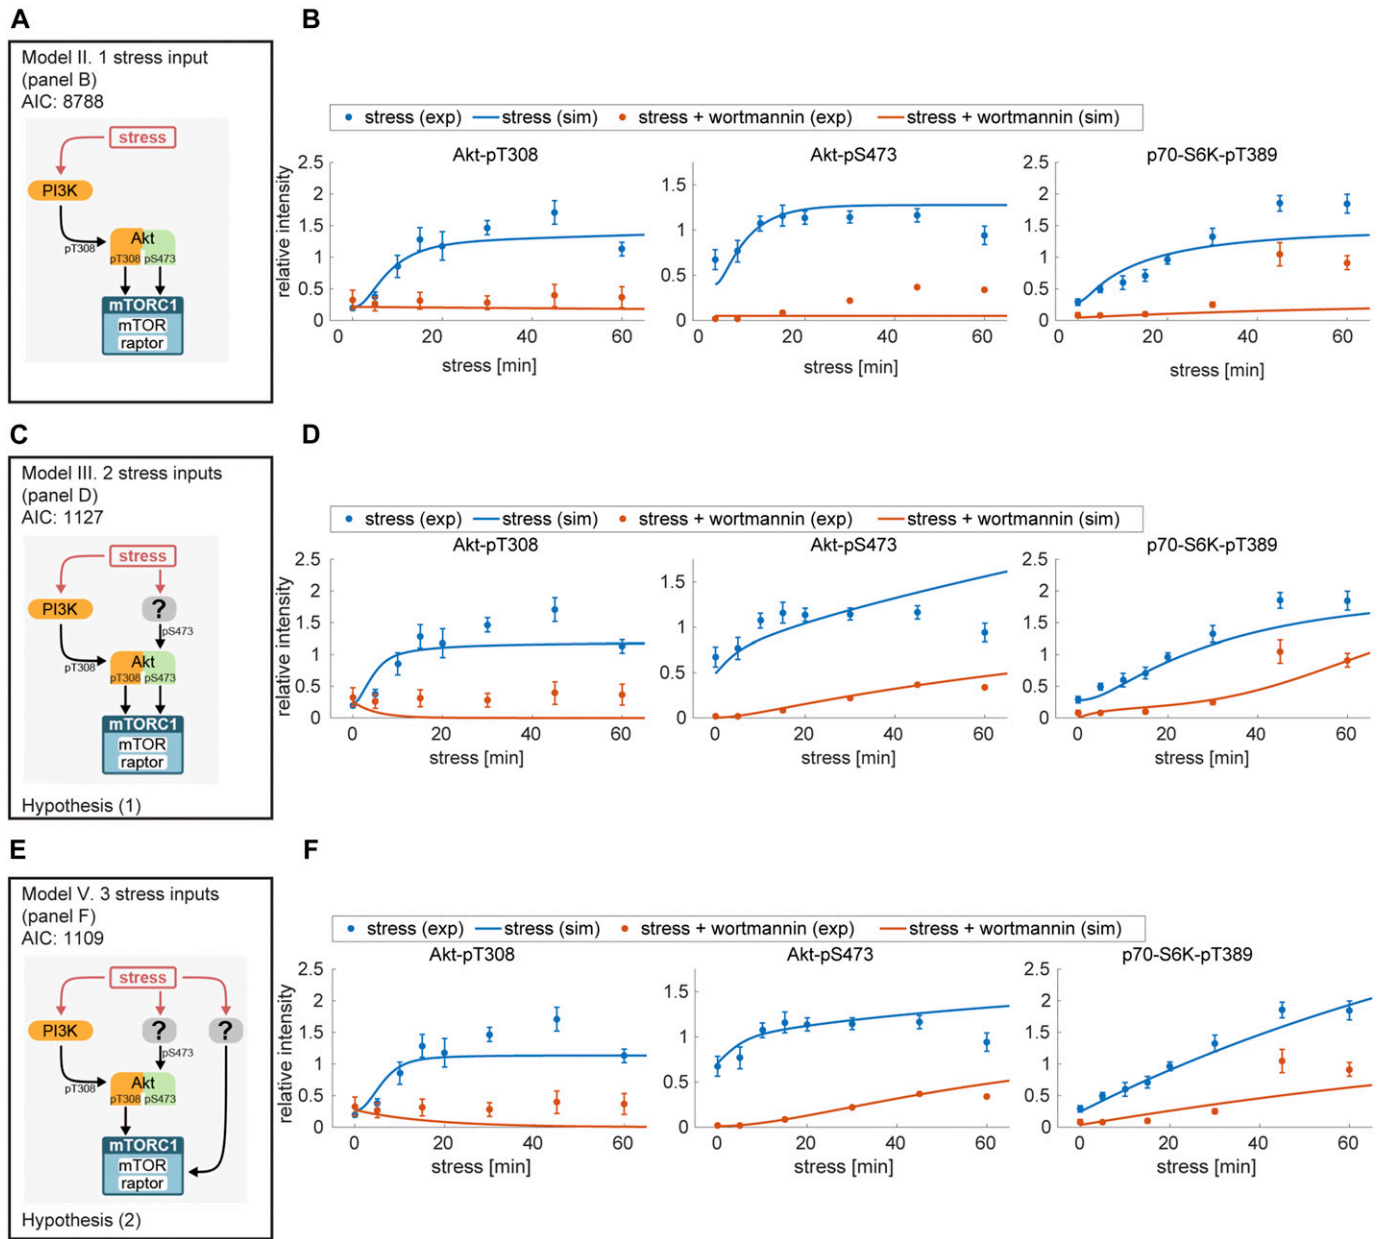 A
Model II. 1 stress input
(panel B)
AIC: 8788
stress
PI3K
pT308
Akt
pT308 pS473
mTORC1
mTOR
raptor
B
stress (exp) stress (sim) stress + wortmannin (exp) stress + wortmannin (sim)
Akt-pT308 Akt-pS473 p70-S6K-pT389
relative intensity
2.5
2
1.5
1
0.5
0
0 20 40 60
stress [min]
1.5
1
0.5
0
0 20 40 60
stress [min]
2.5
2
1.5
1
0.5
0
0 20 40 60
stress [min]
C
Model III. 2 stress inputs
(panel D)
AIC: 1127
stress
PI3K ?
pS473
pT308
Akt
pT308 pS473
mTORC1
mTOR
raptor
Hypothesis (1)
D
stress (exp) stress (sim) stress + wortmannin (exp) stress + wortmannin (sim)
Akt-pT308 Akt-pS473 p70-S6K-pT389
relative intensity
2.5
2
1.5
1
0.5
0
0 20 40 60
stress [min]
1.5
1
0.5
0
0 20 40 60
stress [min]
2.5
2
1.5
1
0.5
0
0 20 40 60
stress [min]
E
Model V. 3 stress inputs
(panel F)
AIC: 1109
stress
PI3K ? ?
pS473
pT308
Akt
pT308 pS473
mTORC1
mTOR
raptor
Hypothesis (2)
F
stress (exp) stress (sim) stress + wortmannin (exp) stress + wortmannin (sim)
Akt-pT308 Akt-pS473 p70-S6K-pT389
relative intensity
2.5
2
1.5
1
0.5
0
0 20 40 60
stress [min]
1.5
1
0.5
0
0 20 40 60
stress [min]
2.5
2
1.5
1
0.5
0
0 20 40 60
stress [min]